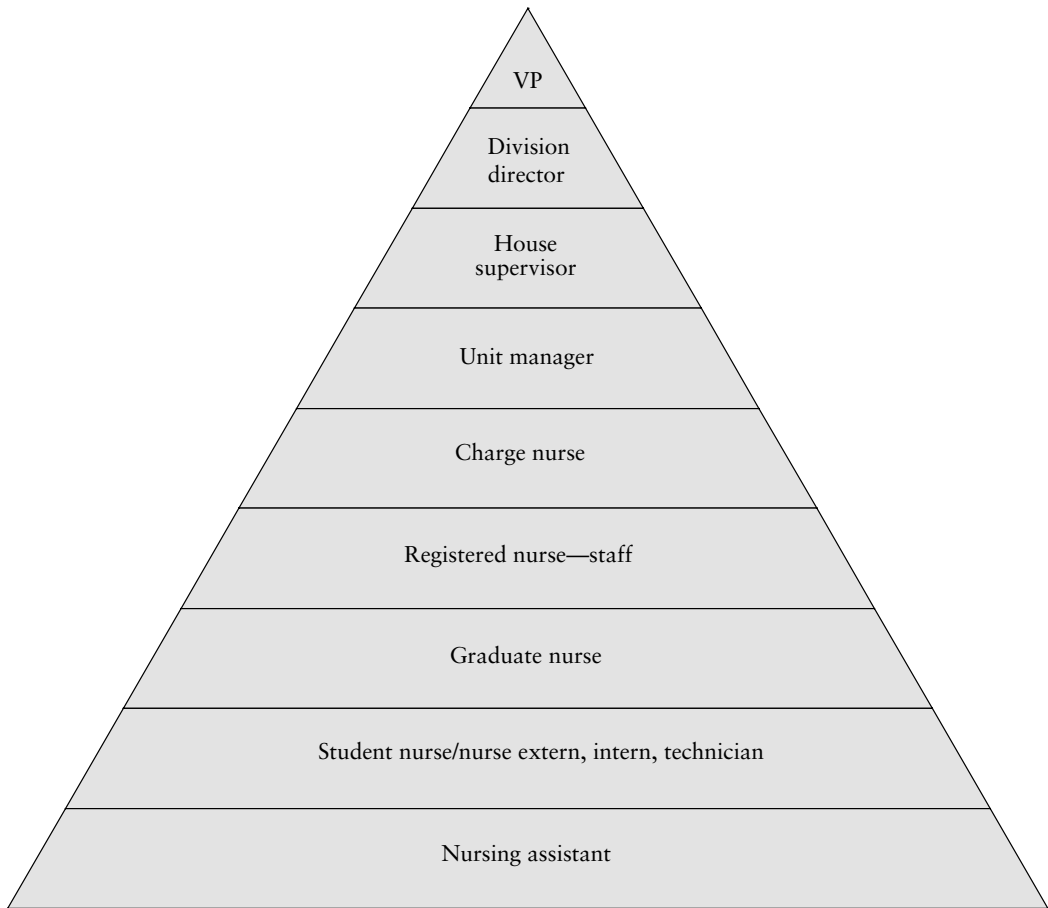 VP
Division
director
House
supervisor
Unit manager
Charge nurse
Registered nurse—staff
Graduate nurse
Student nurse/nurse extern, intern, technician
Nursing assistant